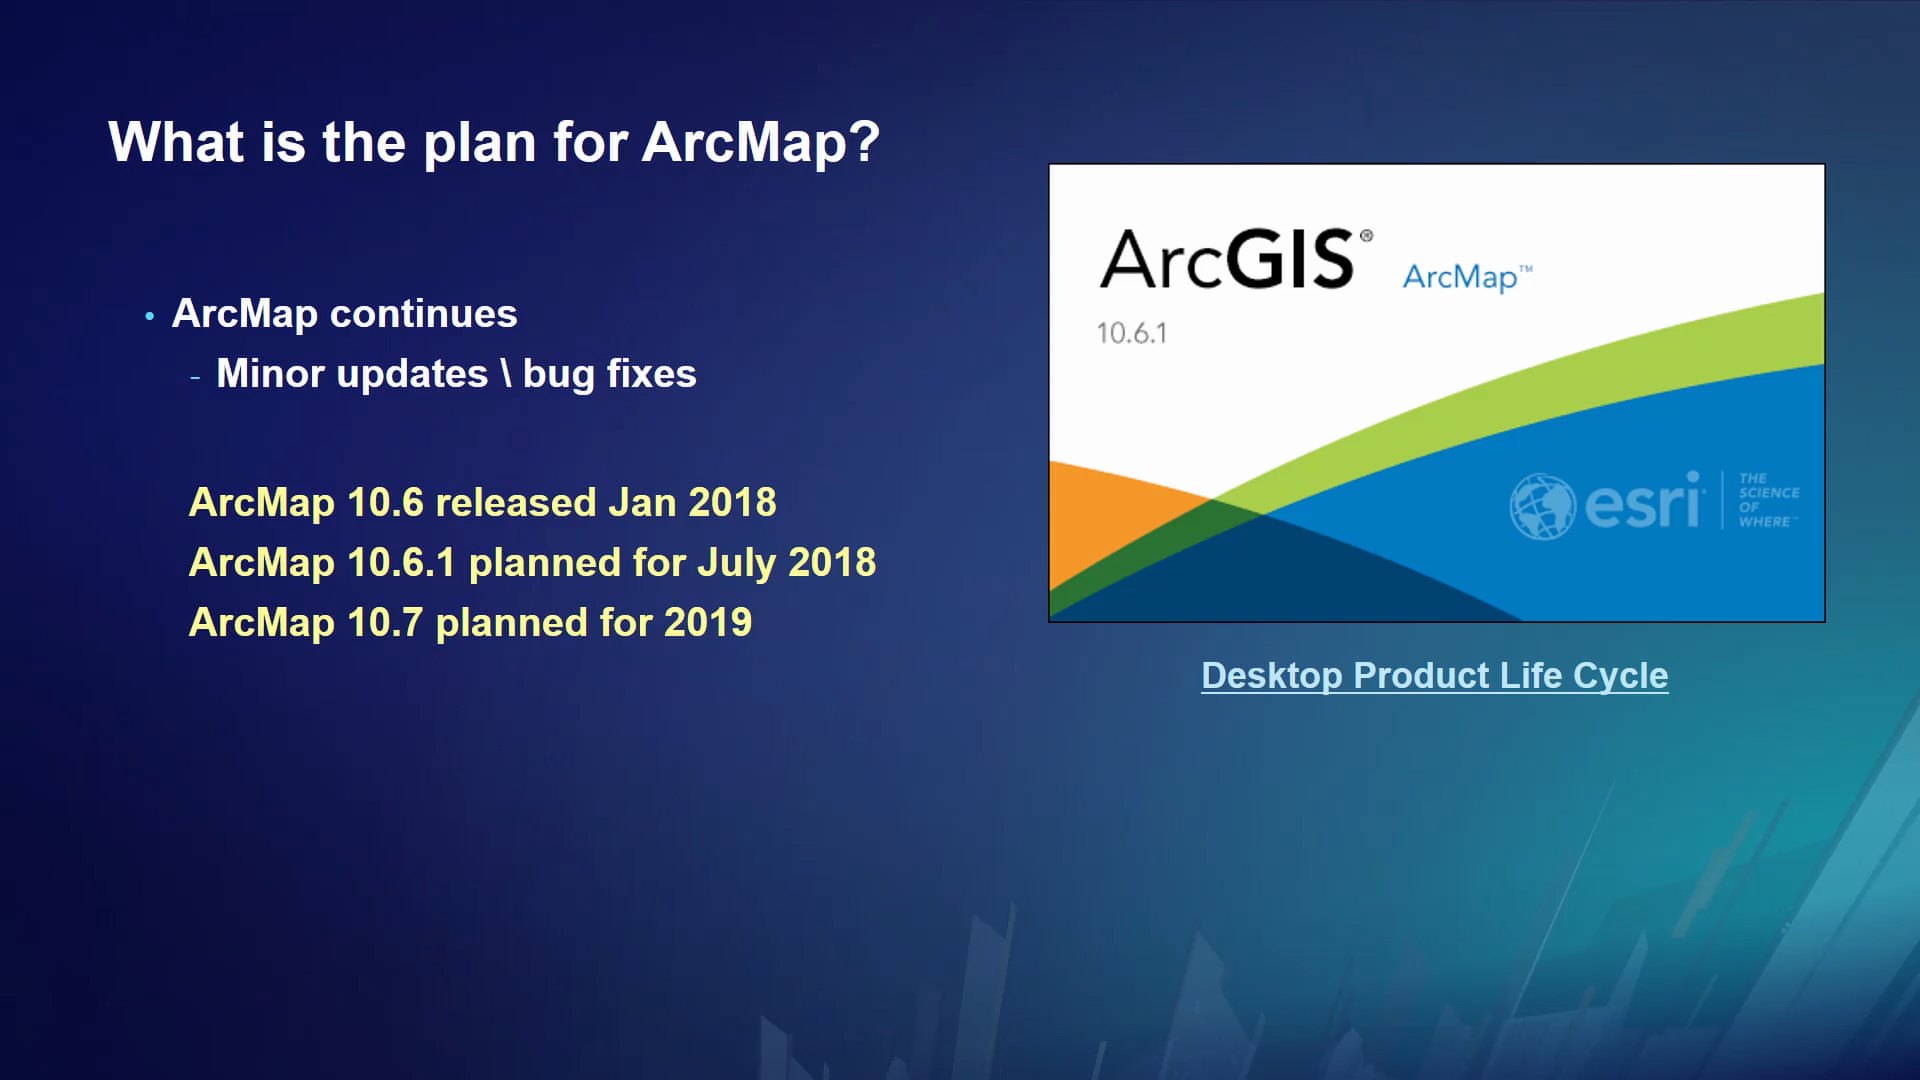 What is the plan for ArcMap?
• ArcMap continues
- Minor updates \ bug fixes
ArcMap 10.6 released Jan 2018
ArcMap 10.6.1 planned for July 2018
ArcMap 10.7 planned for 2019
ArcGIS® ArcMap™
10.6.1
esri
THE
SCIENCE
OF
WHERE™
Desktop Product Life Cycle